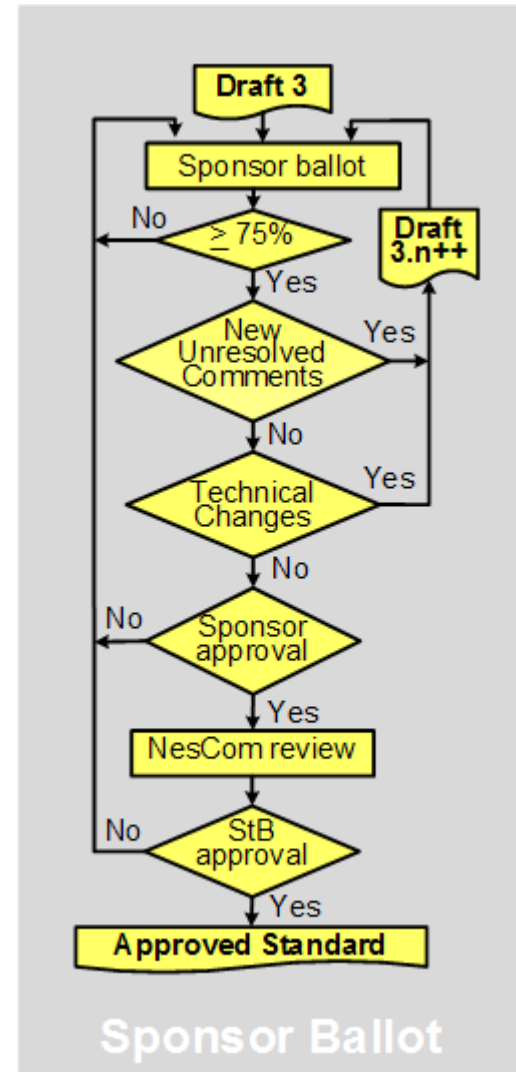 Draft 3
Sponsor ballot
No
≥ 75%
Draft
3.n++
Yes
New
Unresolved
Comments
Yes
No
Technical
Changes
Yes
No
No
Sponsor
approval
Yes
NesCom review
No
StB
approval
Yes
Approved Standard
Sponsor Ballot